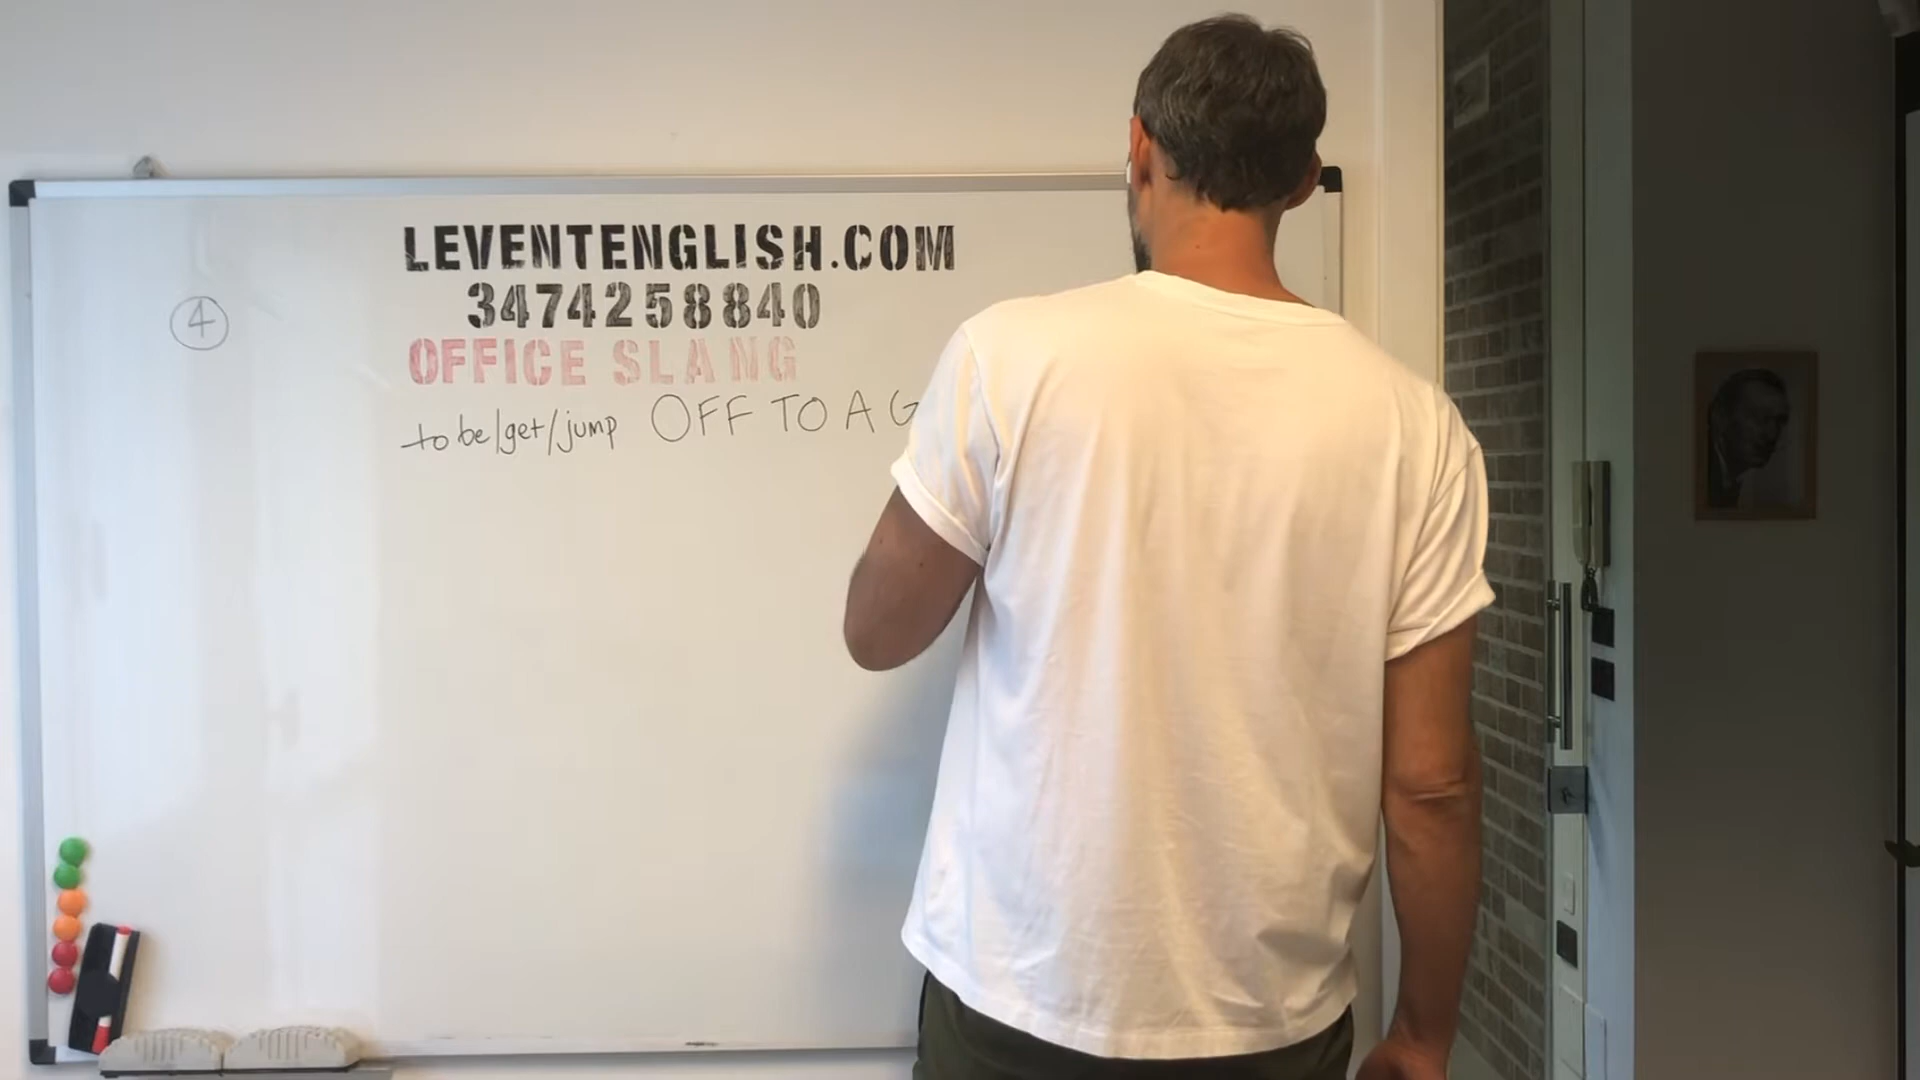 LEVENTENGLISH.COM
3474258840
4
OFFICE SLANG
to be/get/jump OFF TO A G